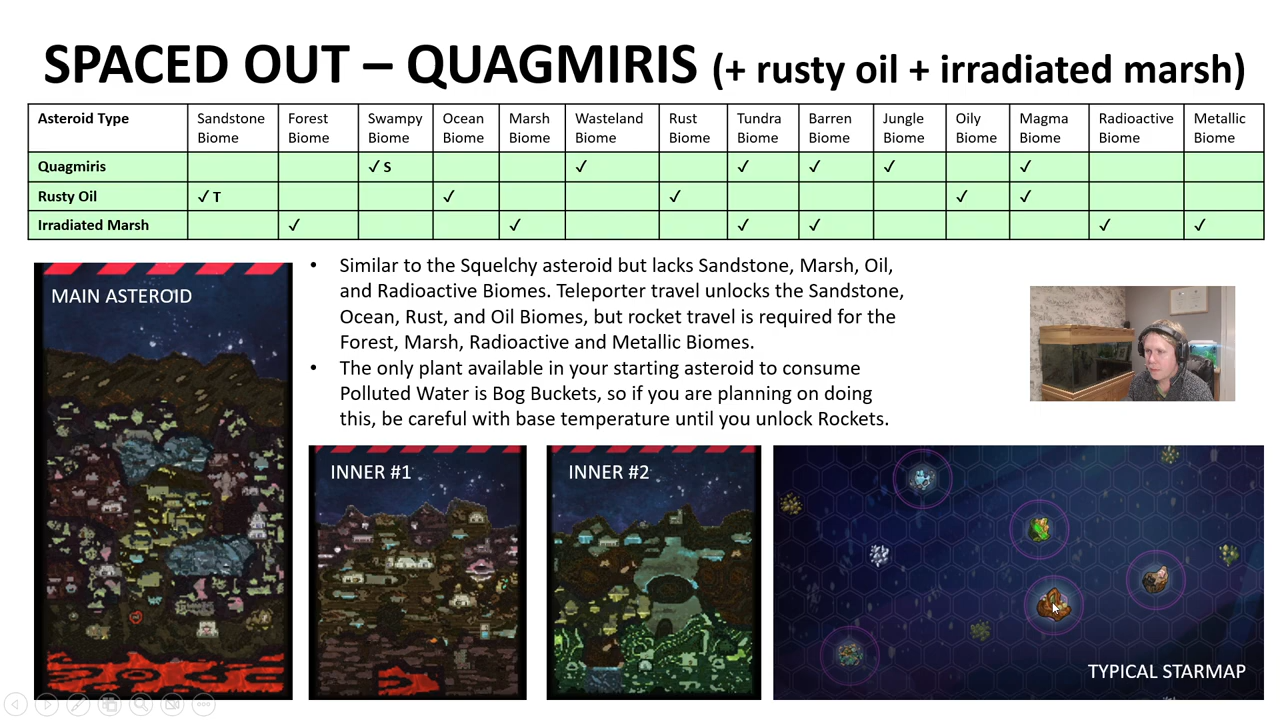 SPACED OUT – QUAGMIRIS (+ rusty oil + irradiated marsh)
Asteroid Type Sandstone Biome Forest Biome Swampy Biome Ocean Biome Marsh Biome Wasteland Biome Rust Biome Tundra Biome Barren Biome Jungle Biome Oily Biome Magma Biome Radioactive Biome Metallic Biome
Quagmiris ✓ S ✓ ✓ ✓ ✓ ✓
Rusty Oil ✓ T ✓ ✓ ✓ ✓
Irradiated Marsh ✓ ✓ ✓ ✓ ✓ ✓
MAIN ASTEROID
• Similar to the Squelchy asteroid but lacks Sandstone, Marsh, Oil,
and Radioactive Biomes. Teleporter travel unlocks the Sandstone,
Ocean, Rust, and Oil Biomes, but rocket travel is required for the
Forest, Marsh, Radioactive and Metallic Biomes.
• The only plant available in your starting asteroid to consume
Polluted Water is Bog Buckets, so if you are planning on doing
this, be careful with base temperature until you unlock Rockets.
INNER #1
INNER #2
TYPICAL STARMAP